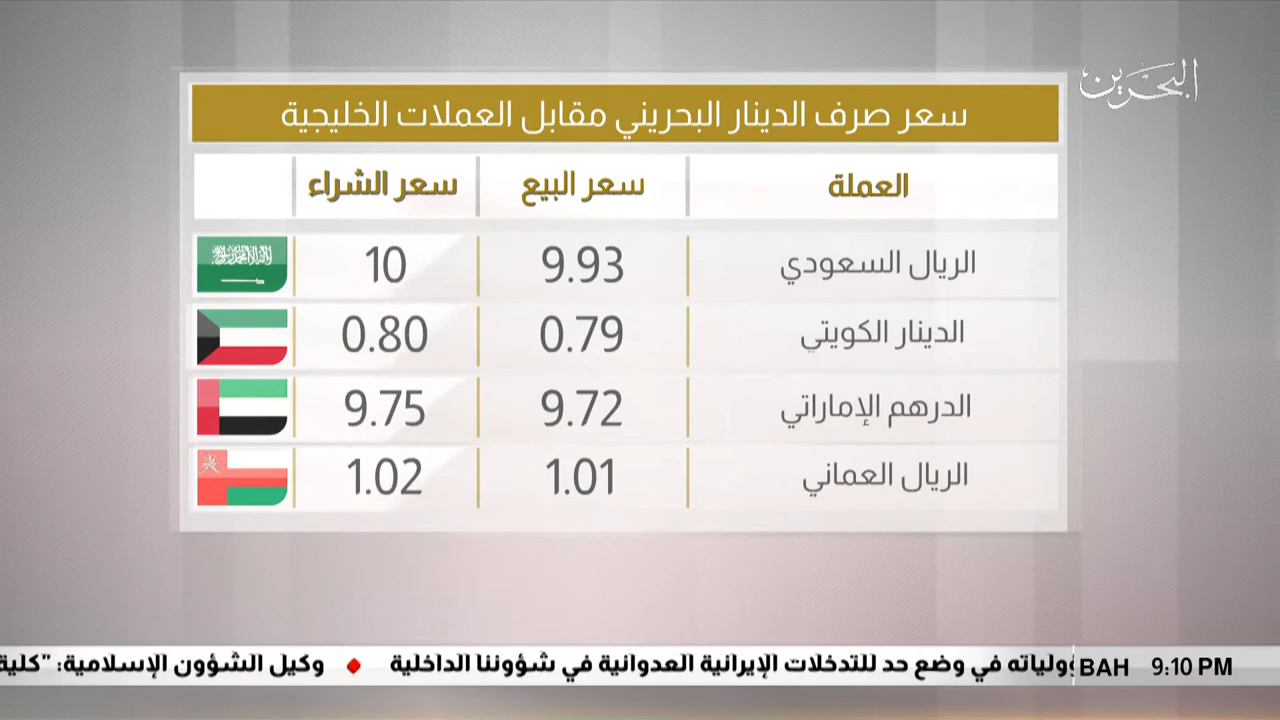 البحرين
سعر صرف الدينار البحريني مقابل العملات الخليجية
العملة سعر البيع سعر الشراء
الريال السعودي 9.93 10
الدينار الكويتي 0.79 0.80
الدرهم الإماراتي 9.72 9.75
الريال العماني 1.01 1.02
في وضع حد للتدخلات الإيرانية العدوانية في شؤوننا الداخلية ♦ وكيل الشؤون الإسلامية: "كلية
BAH 9:10 PM